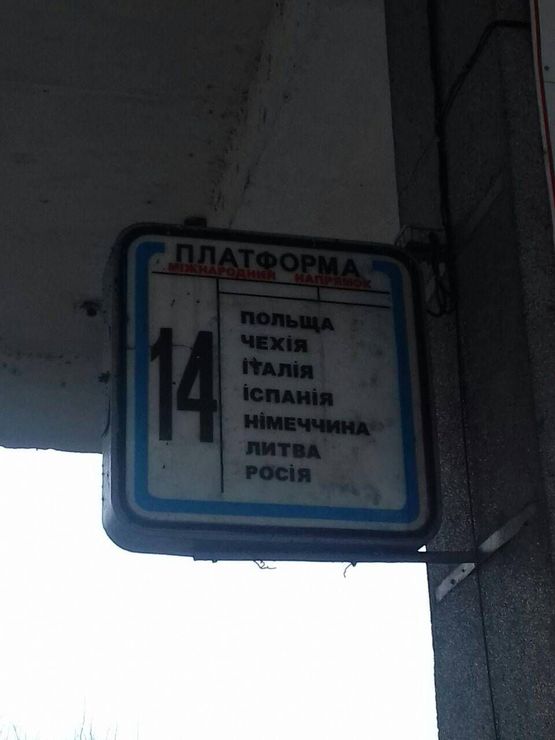 ПЛАТФОРМА
МІЖНАРОДНИЙ НАПРЯМОК
14
ПОЛЬЩА
ЧЕХІЯ
ІТАЛІЯ
ІСПАНІЯ
НІМЕЧЧИНА
ЛИТВА
РОСІЯ